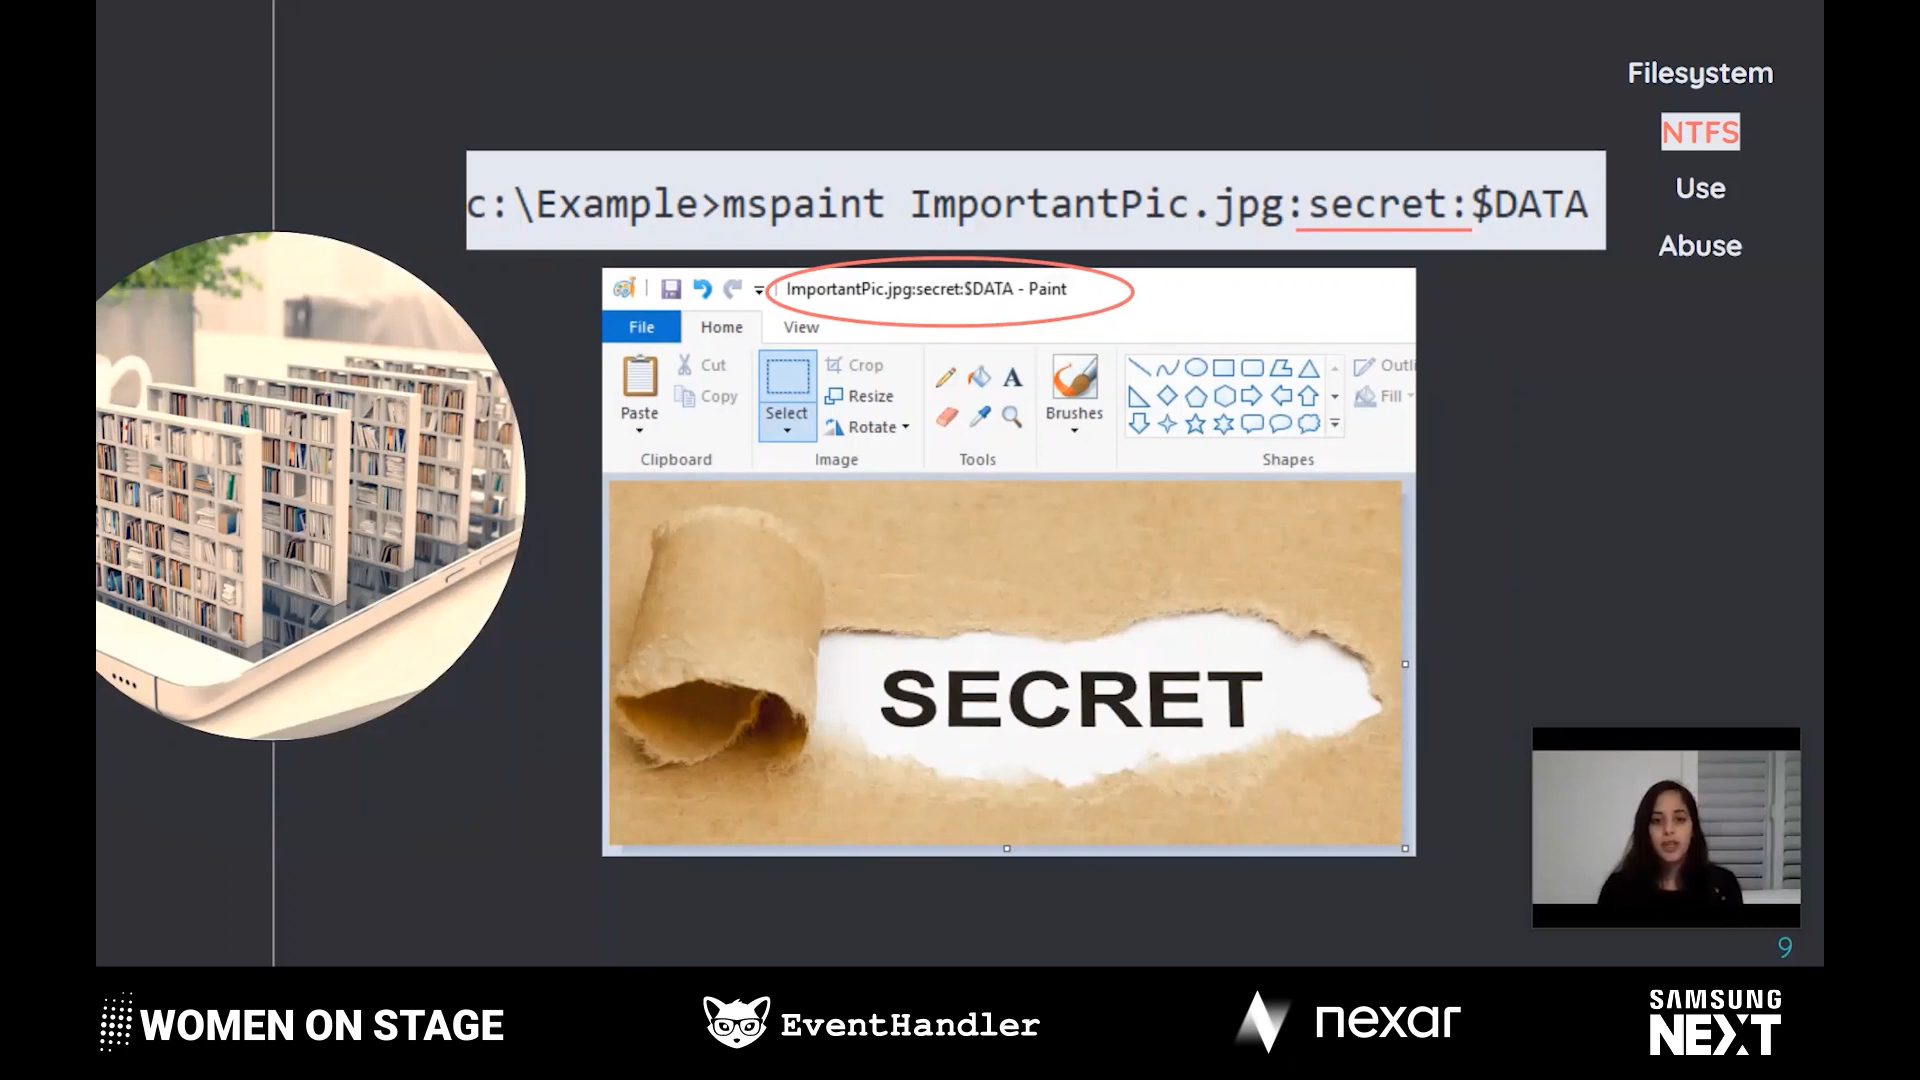 Filesystem
NTFS
Use
Abuse
c:\Example>mspaint ImportantPic.jpg:secret:$DATA
ImportantPic.jpg:secret:$DATA - Paint
File Home View
Paste
Cut
Copy
Clipboard
Select
Crop
Resize
Rotate
Image
A
Tools
Brushes
Shapes
Outli
Fill
SECRET
9
WOMEN ON STAGE
EventHandler
nexar
SAMSUNG
NEXT